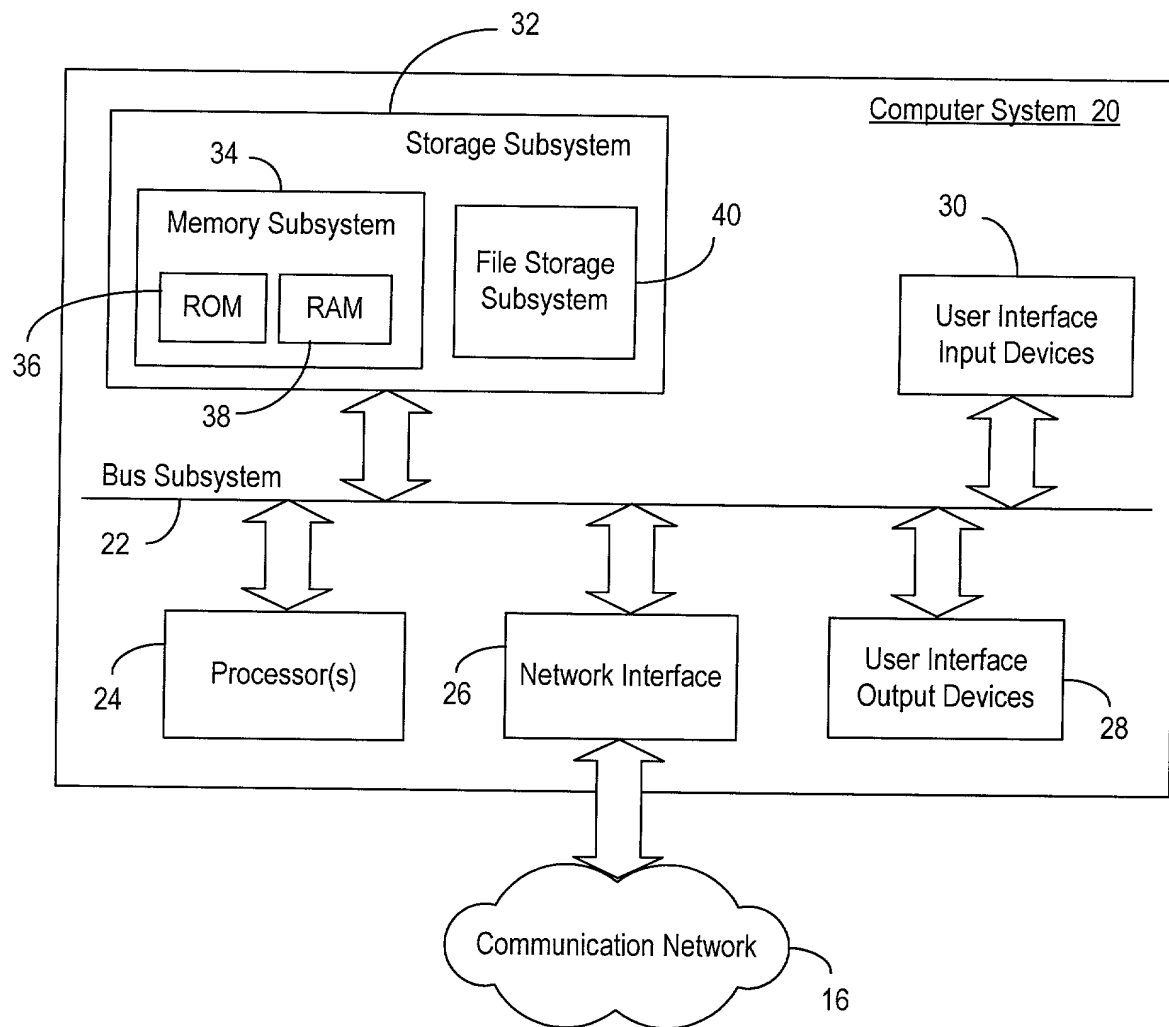 32
Computer System 20
Storage Subsystem
34
Memory Subsystem
ROM
RAM
36
38
File Storage
Subsystem
40
30
User Interface
Input Devices
Bus Subsystem
22
Processor(s)
24
Network Interface
26
User Interface
Output Devices
28
Communication Network
16